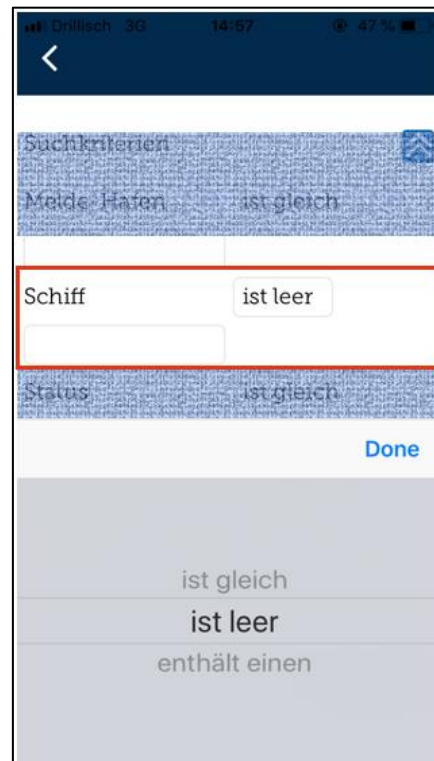 Drillisch 3G 14:57 47 %
Suchkriterien
Melde-Hafen ist gleich
Schiff ist leer
Status ist gleich
Done
ist gleich
ist leer
enthält einen